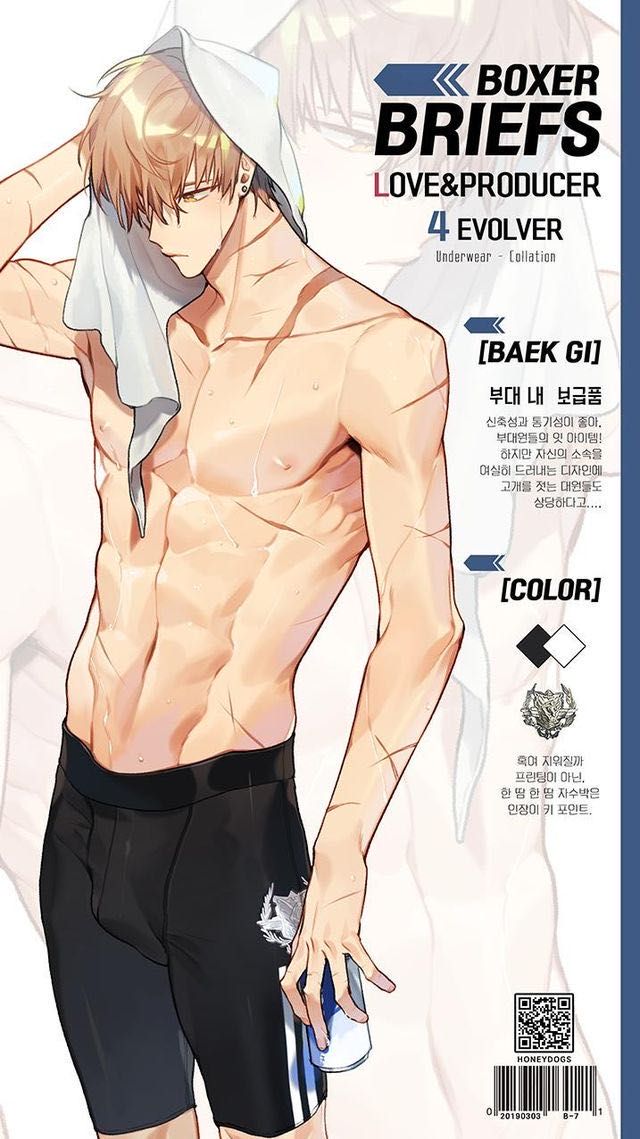 BOXER
BRIEFS
LOVE&PRODUCER
4 EVOLVER
Underwear - Collation
[BAEK GI]
부대 내 보급품
신축성과 통기성이 좋아,
부대원들의 잇 아이템!
하지만 자신의 소속을
여실히 드러내는 디자인에
고개를 젓는 대원들도
상당하다고....
[COLOR]
혹여 지워질까
프린팅이 아닌,
한 땀 한 땀 자수박은
인장이 키 포인트.
HONEYDOGS
0 20190303 B-7 1